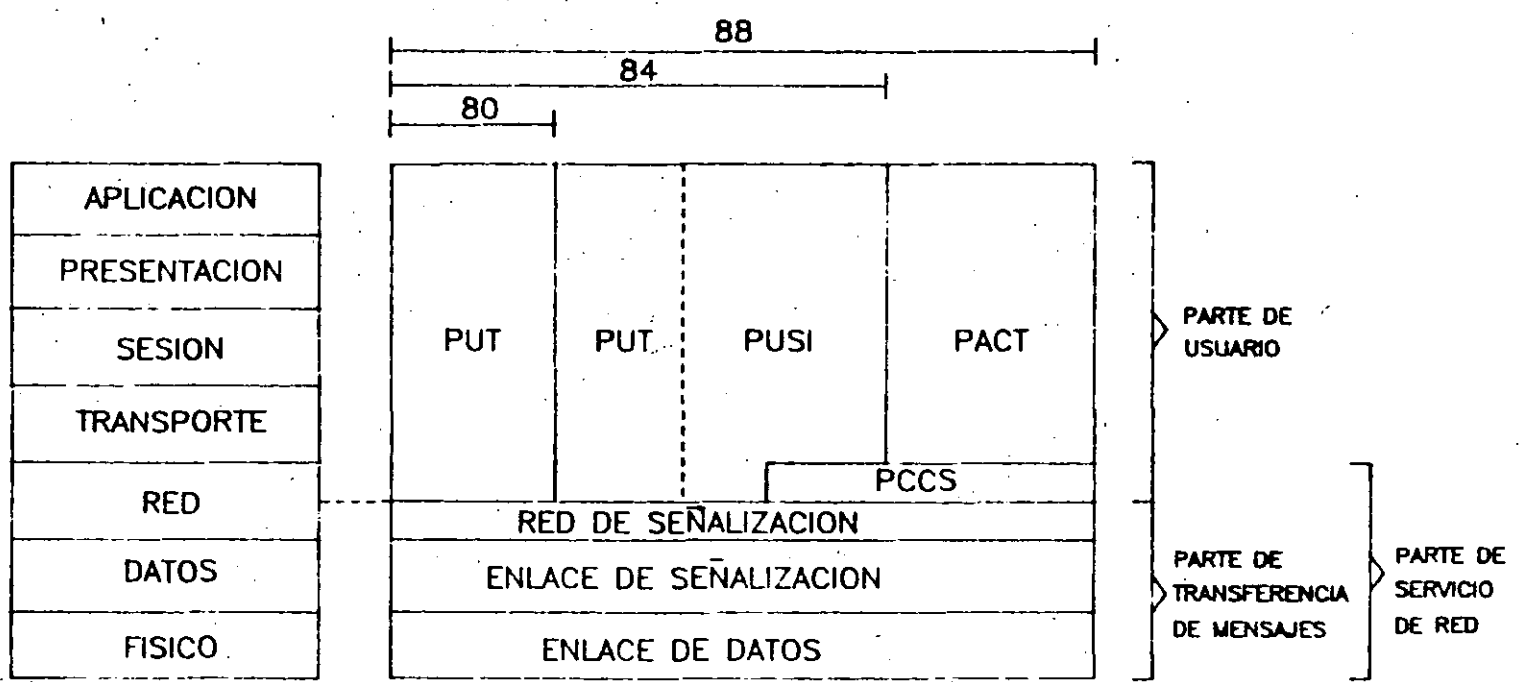 88
84
80
APLICACION
PRESENTACION
SESION
TRANSPORTE
RED
DATOS
FISICO
PUT
PUT
PUSI
PACT
PCCS
RED DE SEÑALIZACION
ENLACE DE SEÑALIZACION
ENLACE DE DATOS
PARTE DE
USUARIO
PARTE DE
TRANSFERENCIA
DE MENSAJES
PARTE DE
SERVICIO
DE RED